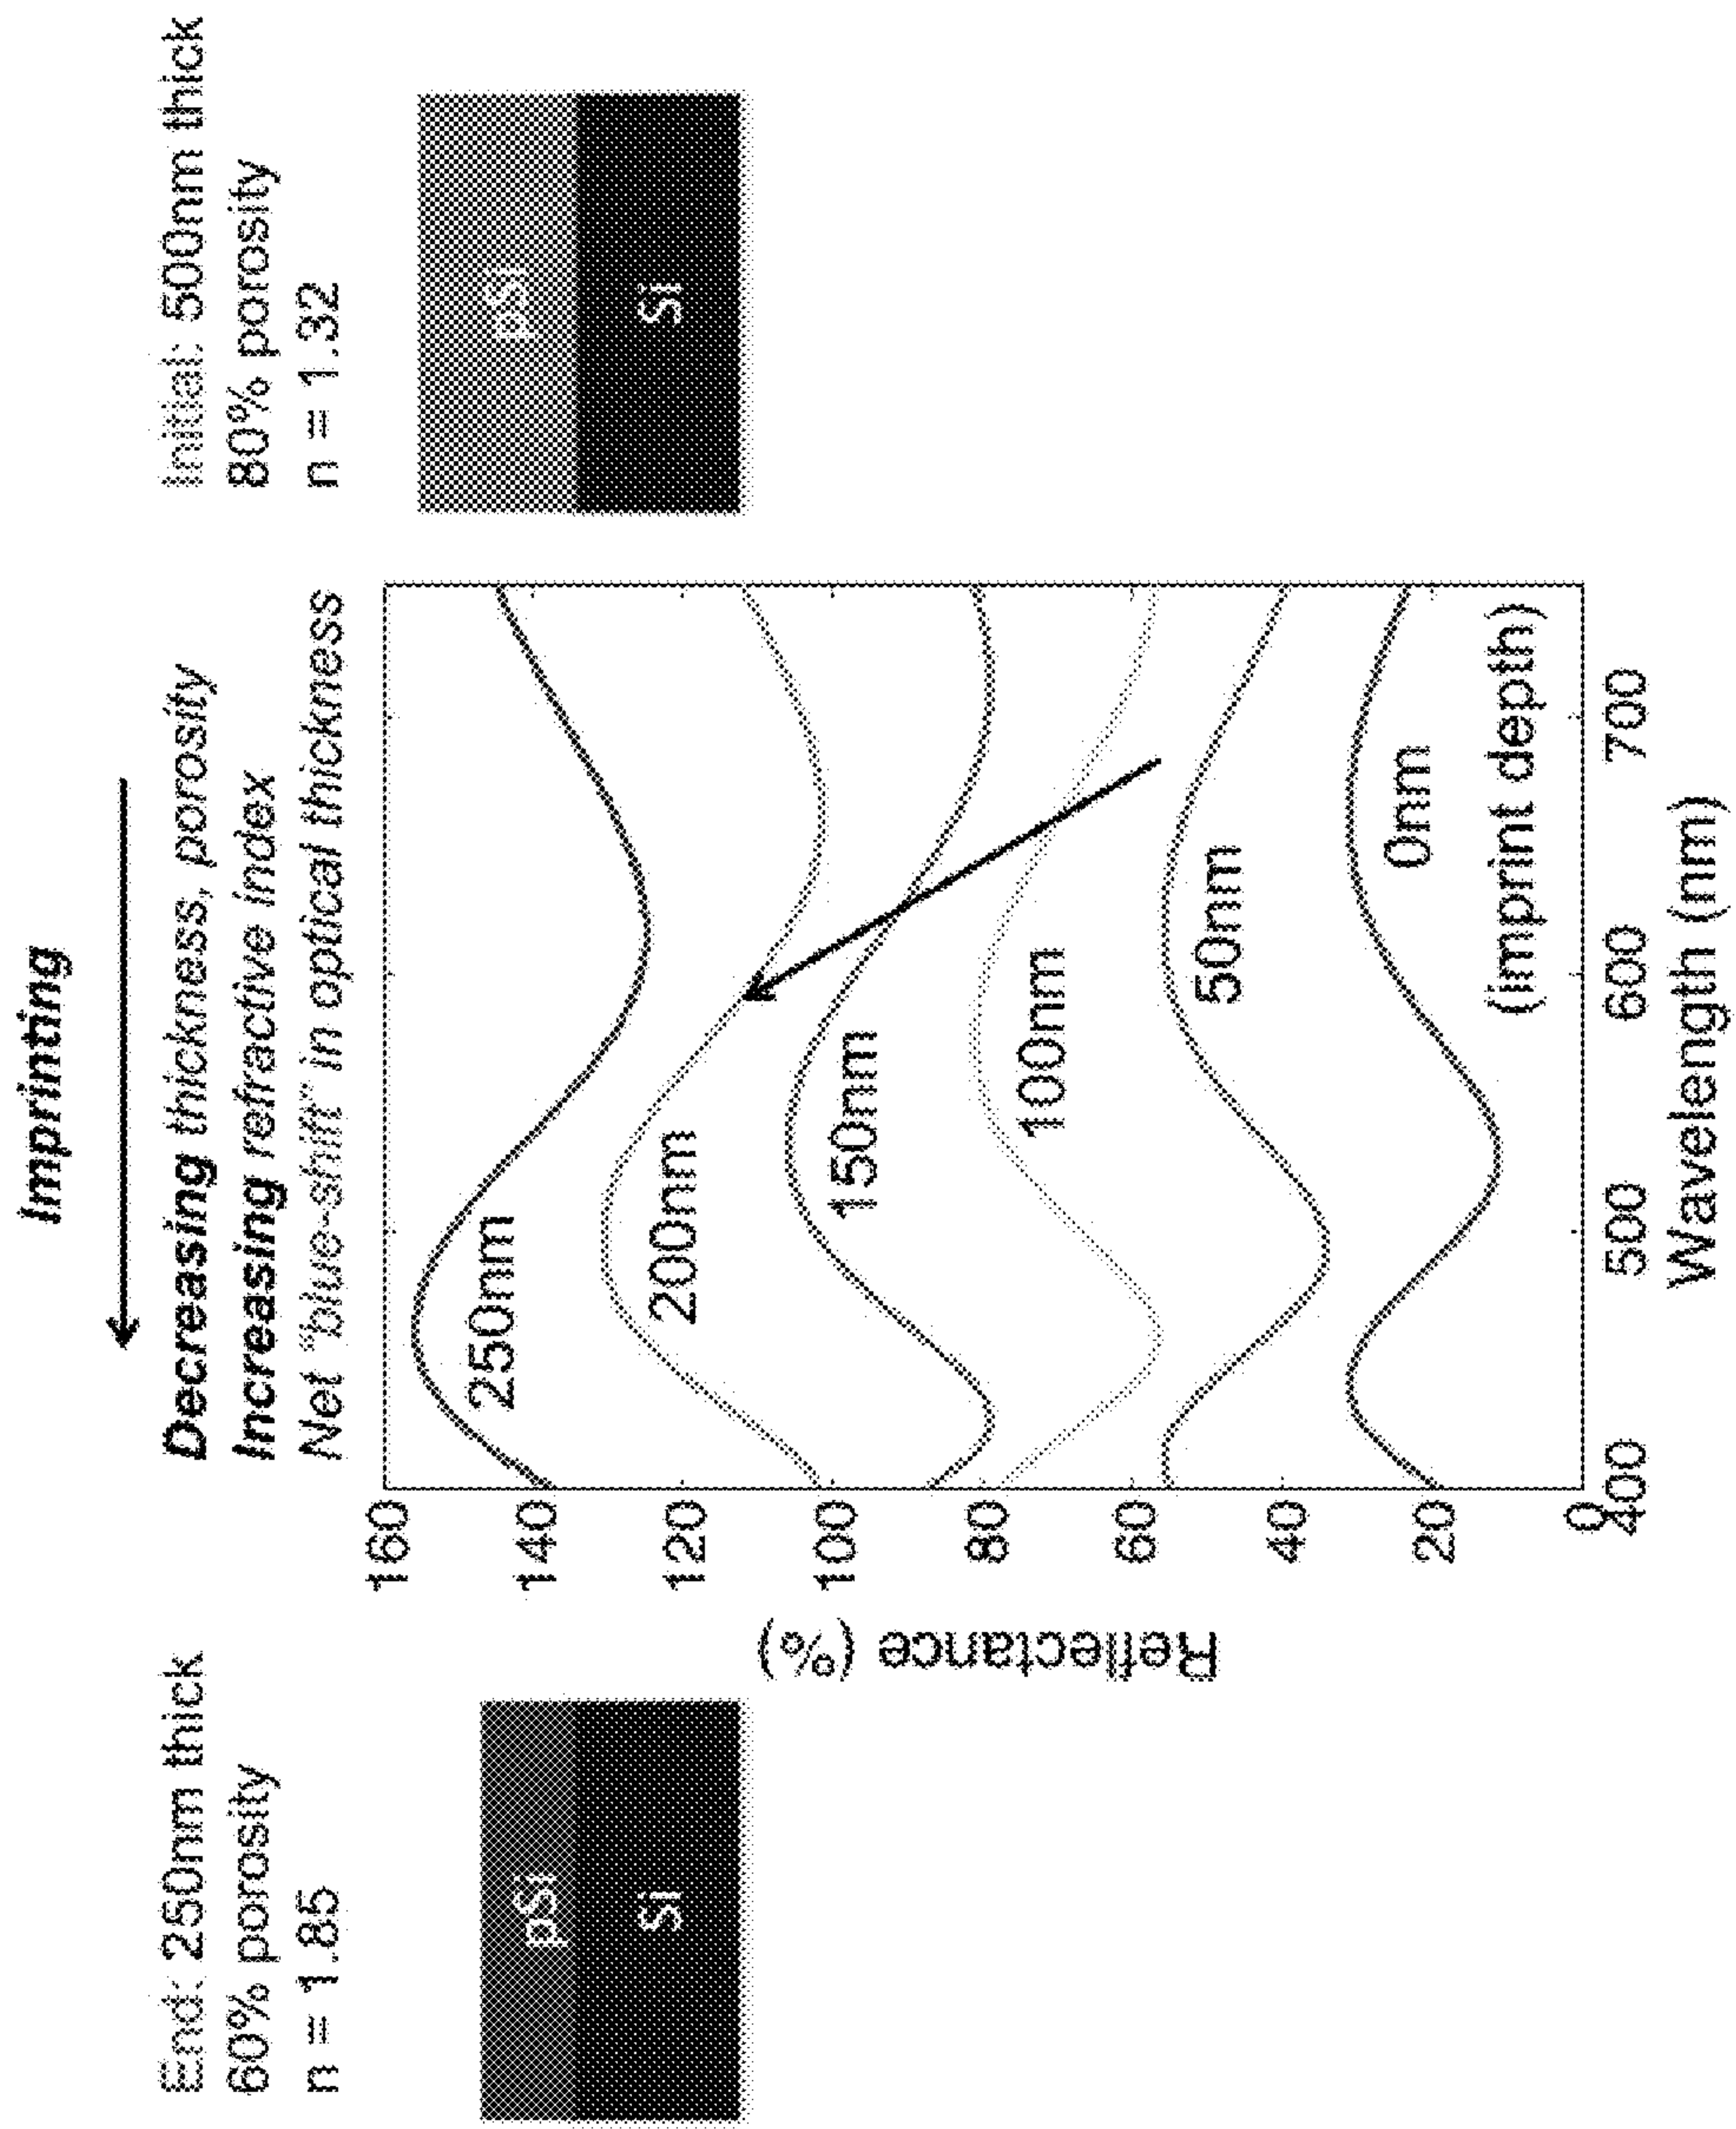 Imprinting
End: 250nm thick
60% porosity
n = 1.85
pSi
Si
Decreasing thickness, porosity
Increasing refractive index
Net "blue-shift" in optical thickness
Initial: 500nm thick
80% porosity
n = 1.32
pSi
Si
Reflectance (%)
160
140
120
100
80
60
40
20
0
250nm
200nm
150nm
100nm
50nm
0nm
(imprint depth)
400
500
600
700
Wavelength (nm)